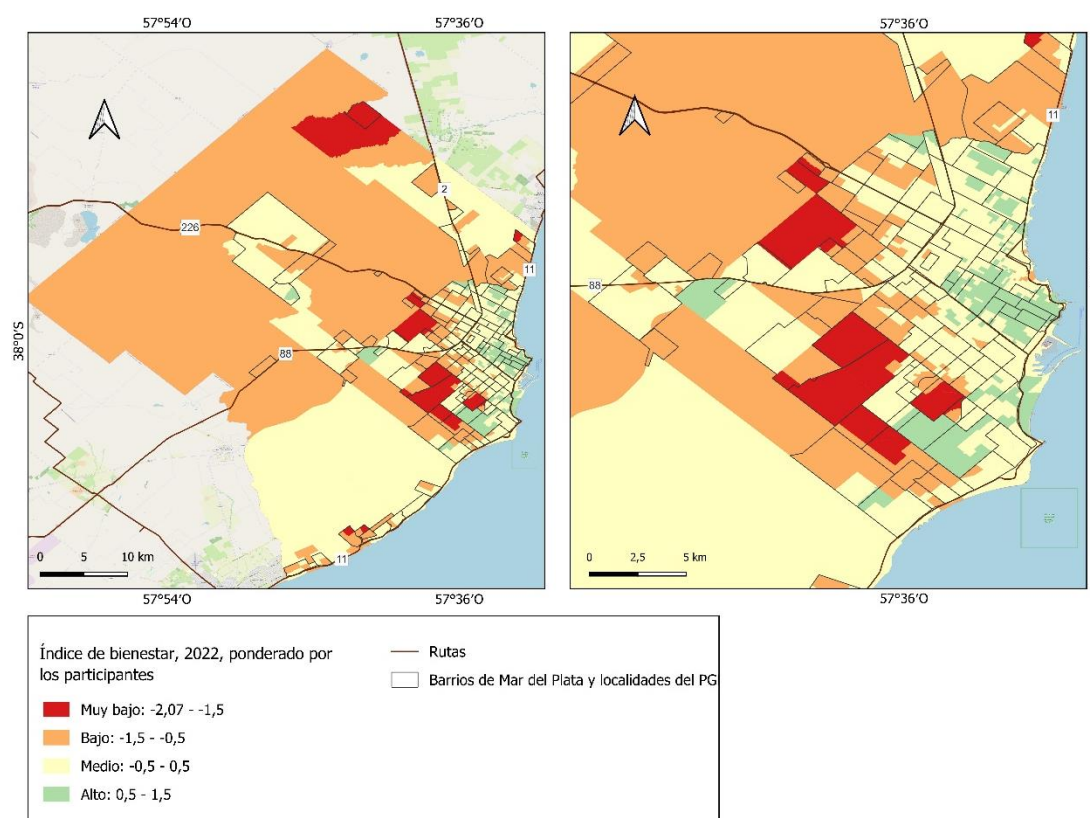 57°54′O
57°36′O
57°36′O
38°0′S
226
2
11
88
11
0 5 10 km
57°54′O
57°36′O
11
88
0 2,5 5 km
57°36′O
Índice de bienestar, 2022, ponderado por
los participantes
Muy bajo: -2,07 - -1,5
Bajo: -1,5 - -0,5
Medio: -0,5 - 0,5
Alto: 0,5 - 1,5
Rutas
Barrios de Mar del Plata y localidades del PG